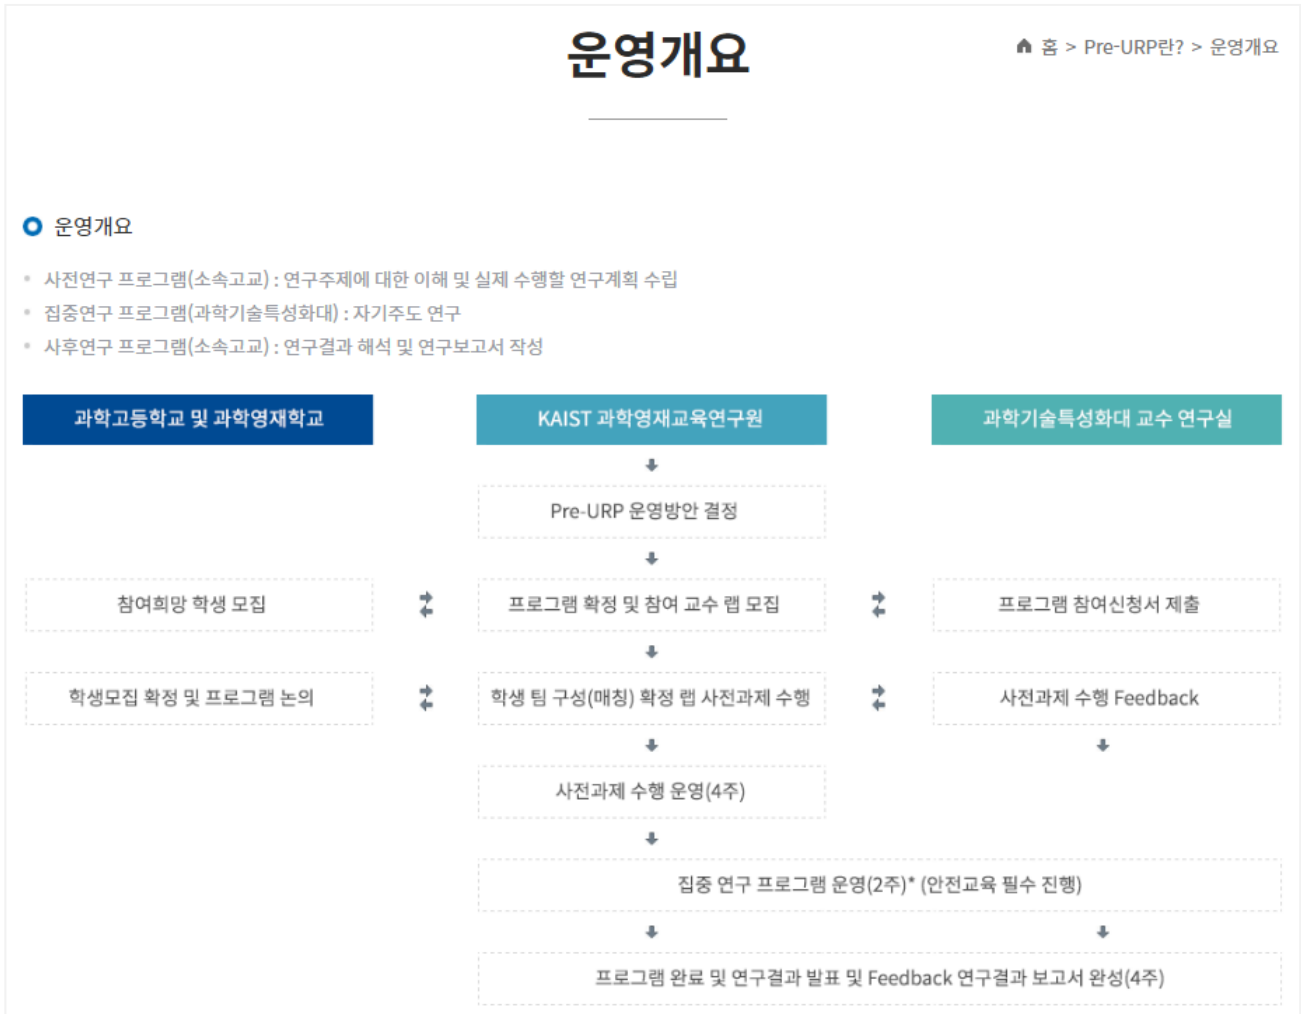 운영개요
홈 > Pre-URP란? > 운영개요
운영개요
사전연구 프로그램(소속고교) : 연구주제에 대한 이해 및 실제 수행할 연구계획 수립
집중연구 프로그램(과학기술특성화대) : 자기주도 연구
사후연구 프로그램(소속고교) : 연구결과 해석 및 연구보고서 작성
과학고등학교 및 과학영재학교
KAIST 과학영재교육연구원
과학기술특성화대 교수 연구실
Pre-URP 운영방안 결정
참여희망 학생 모집
프로그램 확정 및 참여 교수 랩 모집
프로그램 참여신청서 제출
학생모집 확정 및 프로그램 논의
학생 팀 구성(매칭) 확정 랩 사전과제 수행
사전과제 수행 Feedback
사전과제 수행 운영(4주)
집중 연구 프로그램 운영(2주)* (안전교육 필수 진행)
프로그램 완료 및 연구결과 발표 및 Feedback 연구결과 보고서 완성(4주)